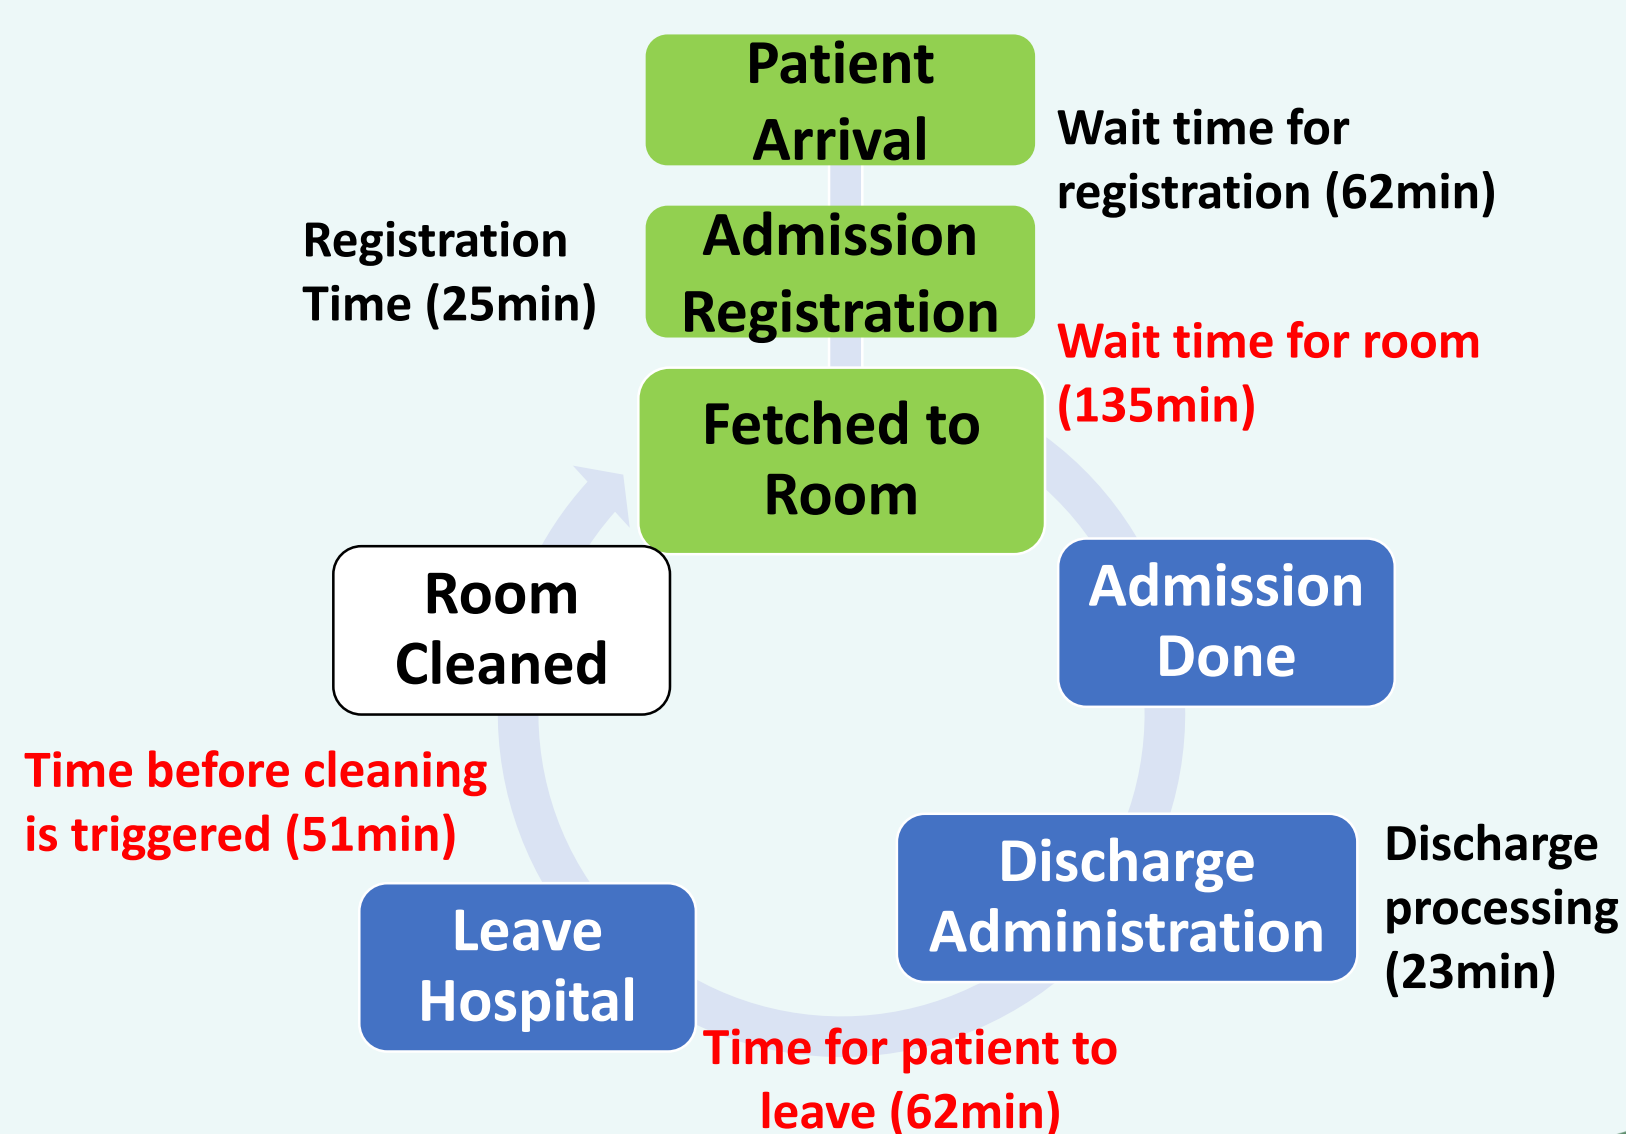 Patient
Arrival
Wait time for
registration (62min)
Registration
Time (25min)
Admission
Registration
Wait time for room
(135min)
Fetched to
Room
Room
Cleaned
Admission
Done
Time before cleaning
is triggered (51min)
Discharge
Administration
Discharge
processing
(23min)
Leave
Hospital
Time for patient to
leave (62min)